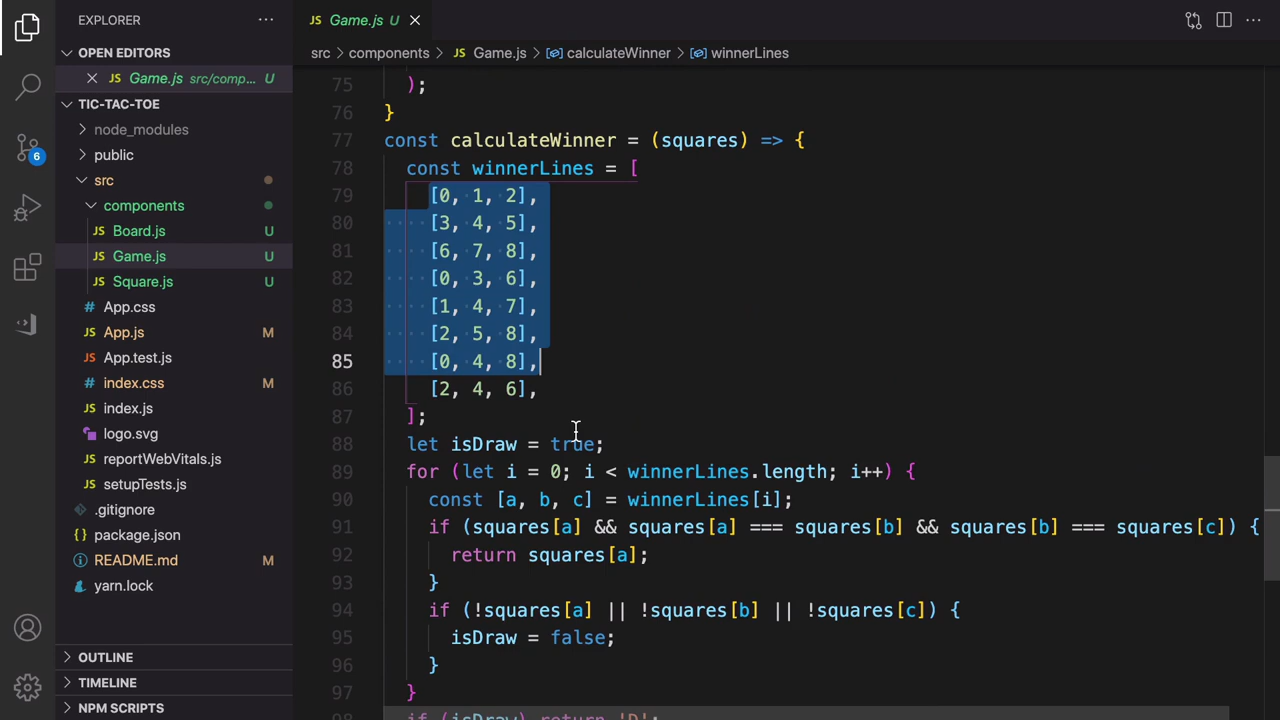 EXPLORER
OPEN EDITORS
JS Game.js src/comp... U
TIC-TAC-TOE
node_modules
public
src
components
JS Board.js U
JS Game.js U
JS Square.js U
# App.css
JS App.js M
JS App.test.js
# index.css M
JS index.js
logo.svg
JS reportWebVitals.js
JS setupTests.js
.gitignore
{ } package.json
README.md M
yarn.lock
OUTLINE
TIMELINE
NPM SCRIPTS
6
JS Game.js U
src > components > JS Game.js > calculateWinner > winnerLines
75 );
76 }
77 const calculateWinner = (squares) => {
78 const winnerLines = [
79 [0, 1, 2],
80 [3, 4, 5],
81 [6, 7, 8],
82 [0, 3, 6],
83 [1, 4, 7],
84 [2, 5, 8],
85 [0, 4, 8],
86 [2, 4, 6],
87 ];
88 let isDraw = true;
89 for (let i = 0; i < winnerLines.length; i++) {
90 const [a, b, c] = winnerLines[i];
91 if (squares[a] && squares[a] === squares[b] && squares[b] === squares[c]) {
92 return squares[a];
93 }
94 if (!squares[a] || !squares[b] || !squares[c]) {
95 isDraw = false;
96 }
97 }
98 if (isDraw) return 'D';